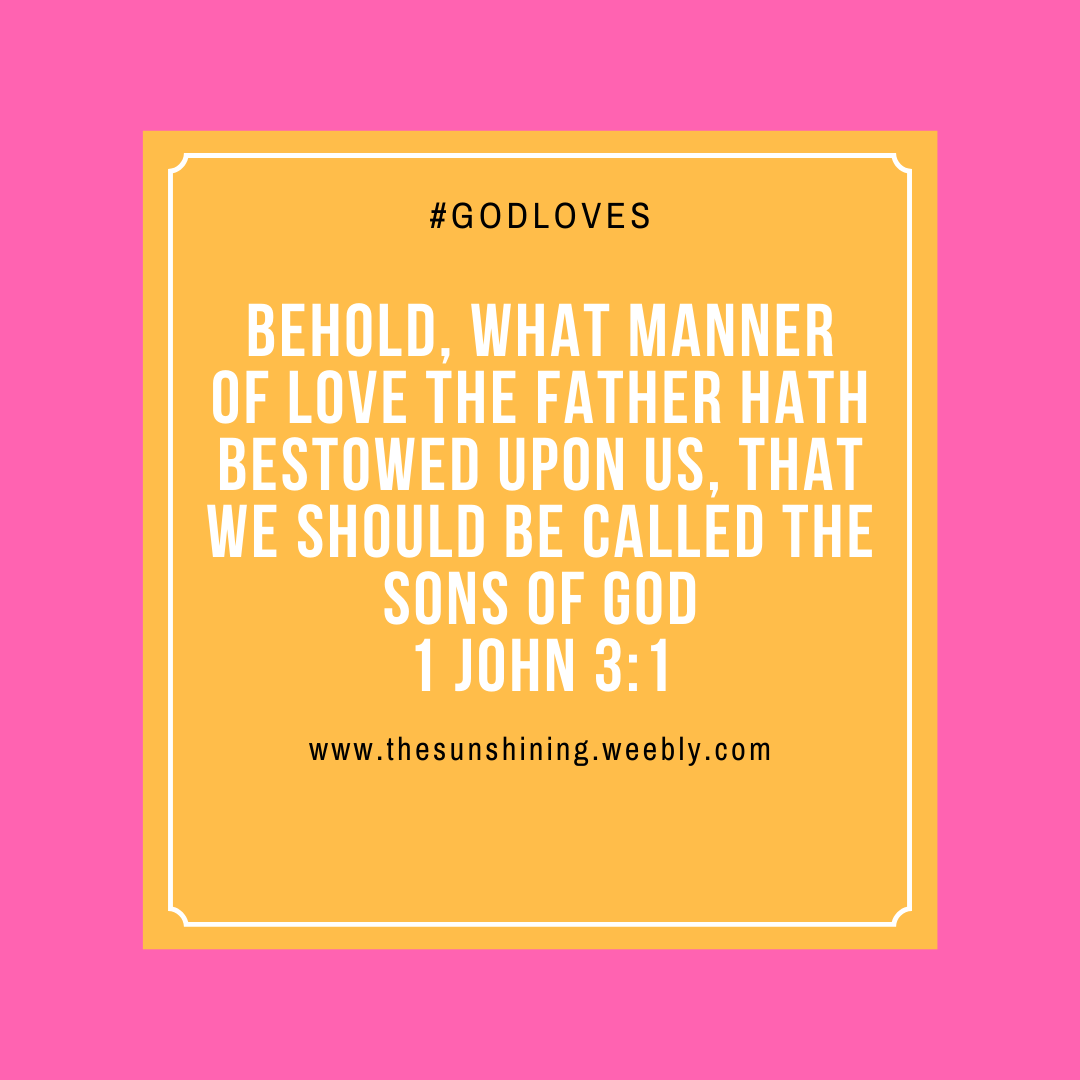 #GODLOVES
BEHOLD, WHAT MANNER
OF LOVE THE FATHER HATH
BESTOWED UPON US, THAT
WE SHOULD BE CALLED THE
SONS OF GOD
1 JOHN 3:1
www.thesunshining.weebly.com